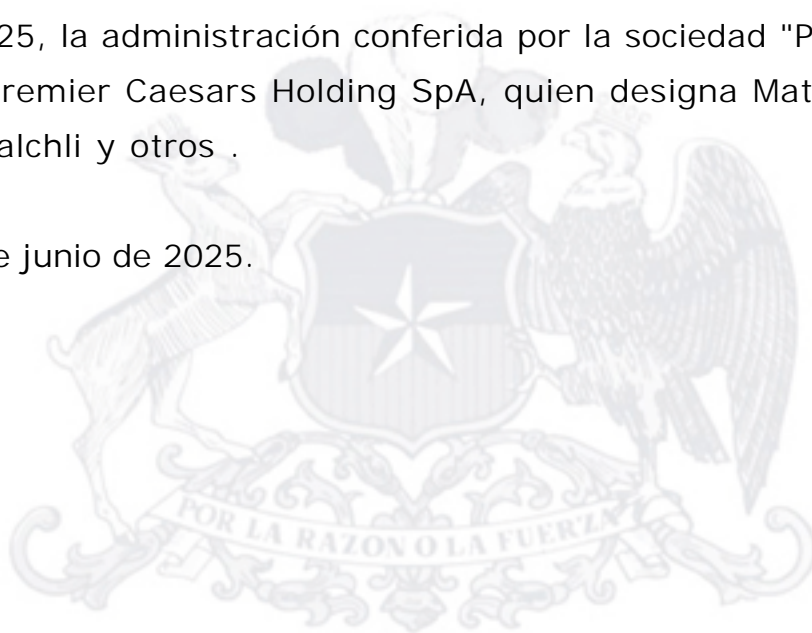 25, la administración conferida por la sociedad "P
remier Caesars Holding SpA, quien designa Mat
alchli y otros .
e junio de 2025.
POR LA RAZON O LA FUERZA